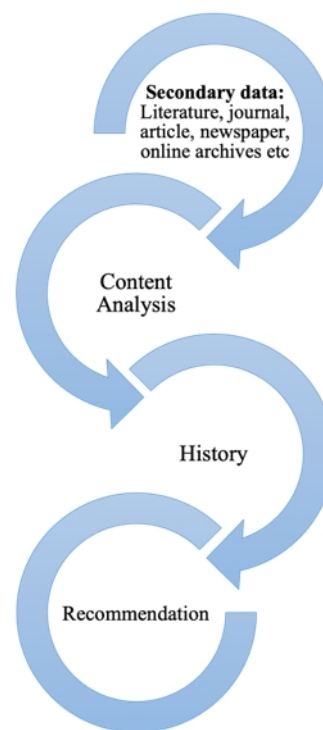 Secondary data:
Literature, journal,
article, newspaper,
online archives etc
Content
Analysis
History
Recommendation